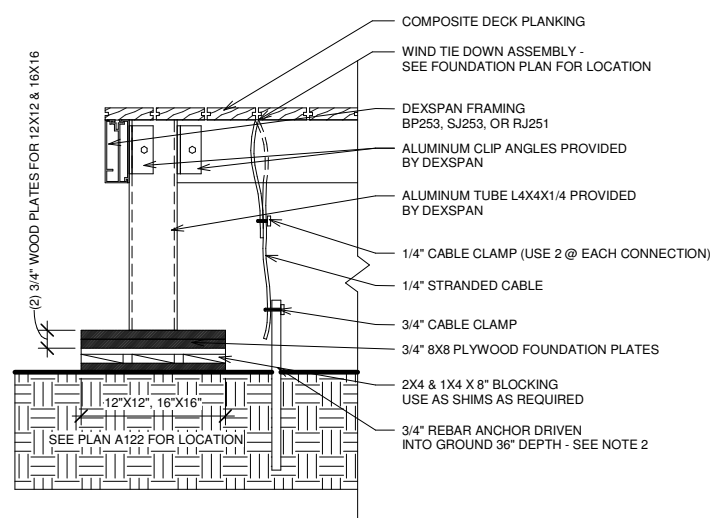 COMPOSITE DECK PLANKING
WIND TIE DOWN ASSEMBLY -
SEE FOUNDATION PLAN FOR LOCATION
DEXSPAN FRAMING
BP253, SJ253, OR RJ251
ALUMINUM CLIP ANGLES PROVIDED
BY DEXSPAN
ALUMINUM TUBE L4X4X1/4 PROVIDED
BY DEXSPAN
1/4" CABLE CLAMP (USE 2 @ EACH CONNECTION)
1/4" STRANDED CABLE
3/4" CABLE CLAMP
3/4" 8X8 PLYWOOD FOUNDATION PLATES
2X4 & 1X4 X 8" BLOCKING
USE AS SHIMS AS REQUIRED
3/4" REBAR ANCHOR DRIVEN
INTO GROUND 36" DEPTH - SEE NOTE 2
(2) 3/4" WOOD PLATES FOR 12X12 & 16X16
12"X12", 16"X16"
SEE PLAN A122 FOR LOCATION